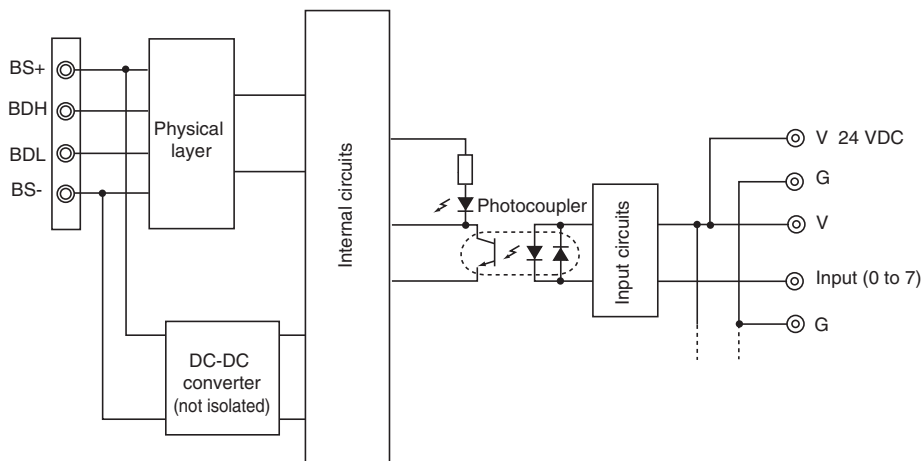 BS+
BDH
BDL
BS-
Physical
layer
DC-DC
converter
(not isolated)
Internal circuits
Photocoupler
Input circuits
V 24 VDC
G
V
Input (0 to 7)
G